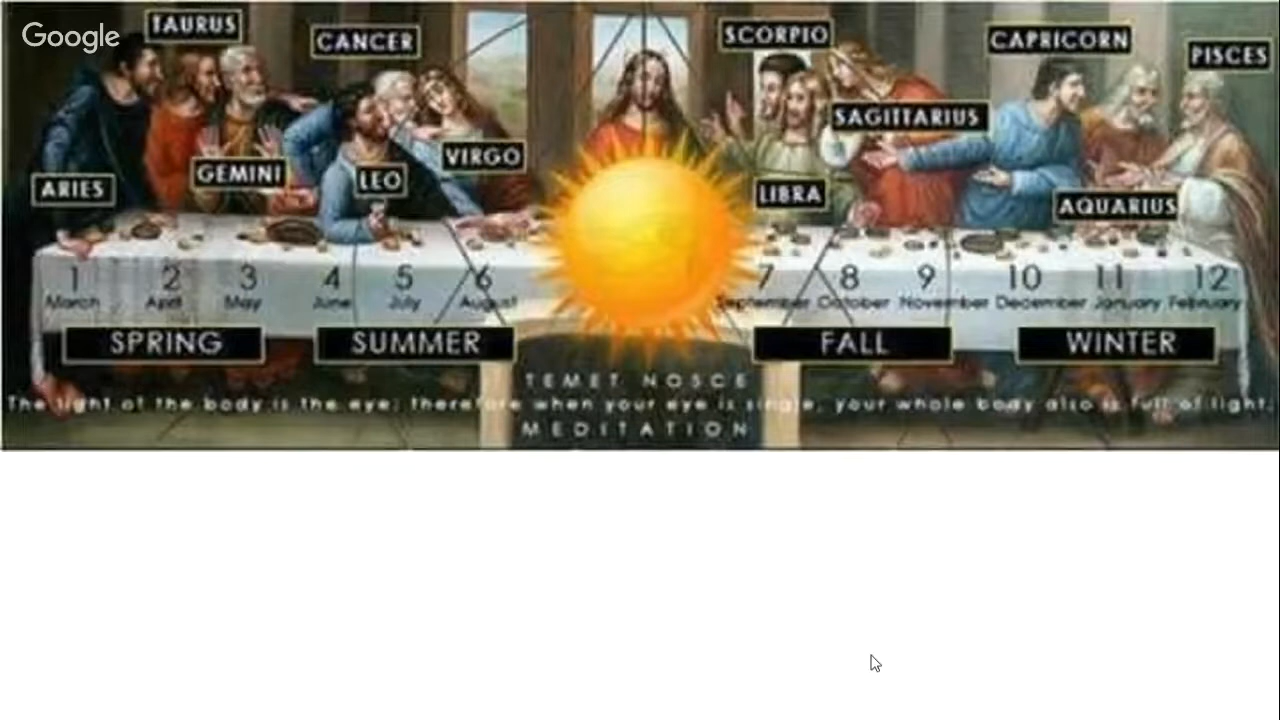 Google
TAURUS
CANCER
SCORPIO
CAPRICORN
PISCES
SAGITTARIUS
VIRGO
GEMINI
LEO
ARIES
LIBRA
AQUARIUS
1 2 3 4 5 6 7 8 9 10 11 12
March April May June July August September October November December January February
SPRING SUMMER FALL WINTER
TEMET NOSCE
The light of the body is the eye; therefore when your eye is single, your whole body also is full of light.
MEDITATION